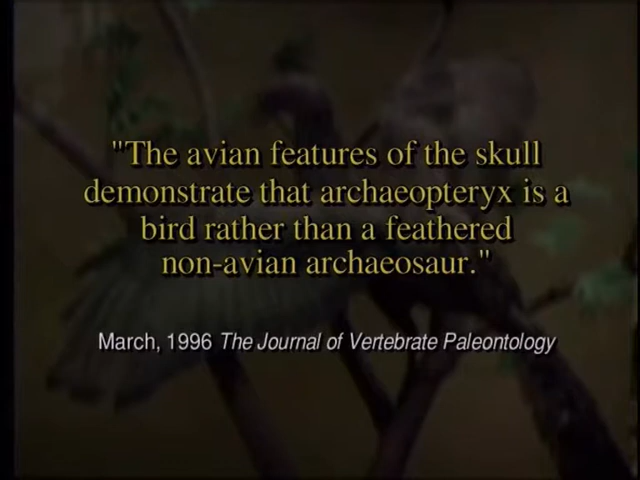 "The avian features of the skull
demonstrate that archaeopteryx is a
bird rather than a feathered
non-avian archaeosaur."
March, 1996 The Journal of Vertebrate Paleontology